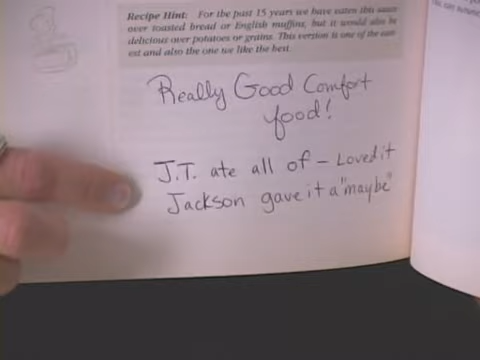 Recipe Hint: For the past 15 years we have eaten this sauce
over toasted bread or English muffins, but it would also be
delicious over potatoes or grains. This version is one of the eas-
iest and also the one we like the best.
Really Good Comfort
food!
J.T. ate all of - Loved it
Jackson gave it a "maybe"